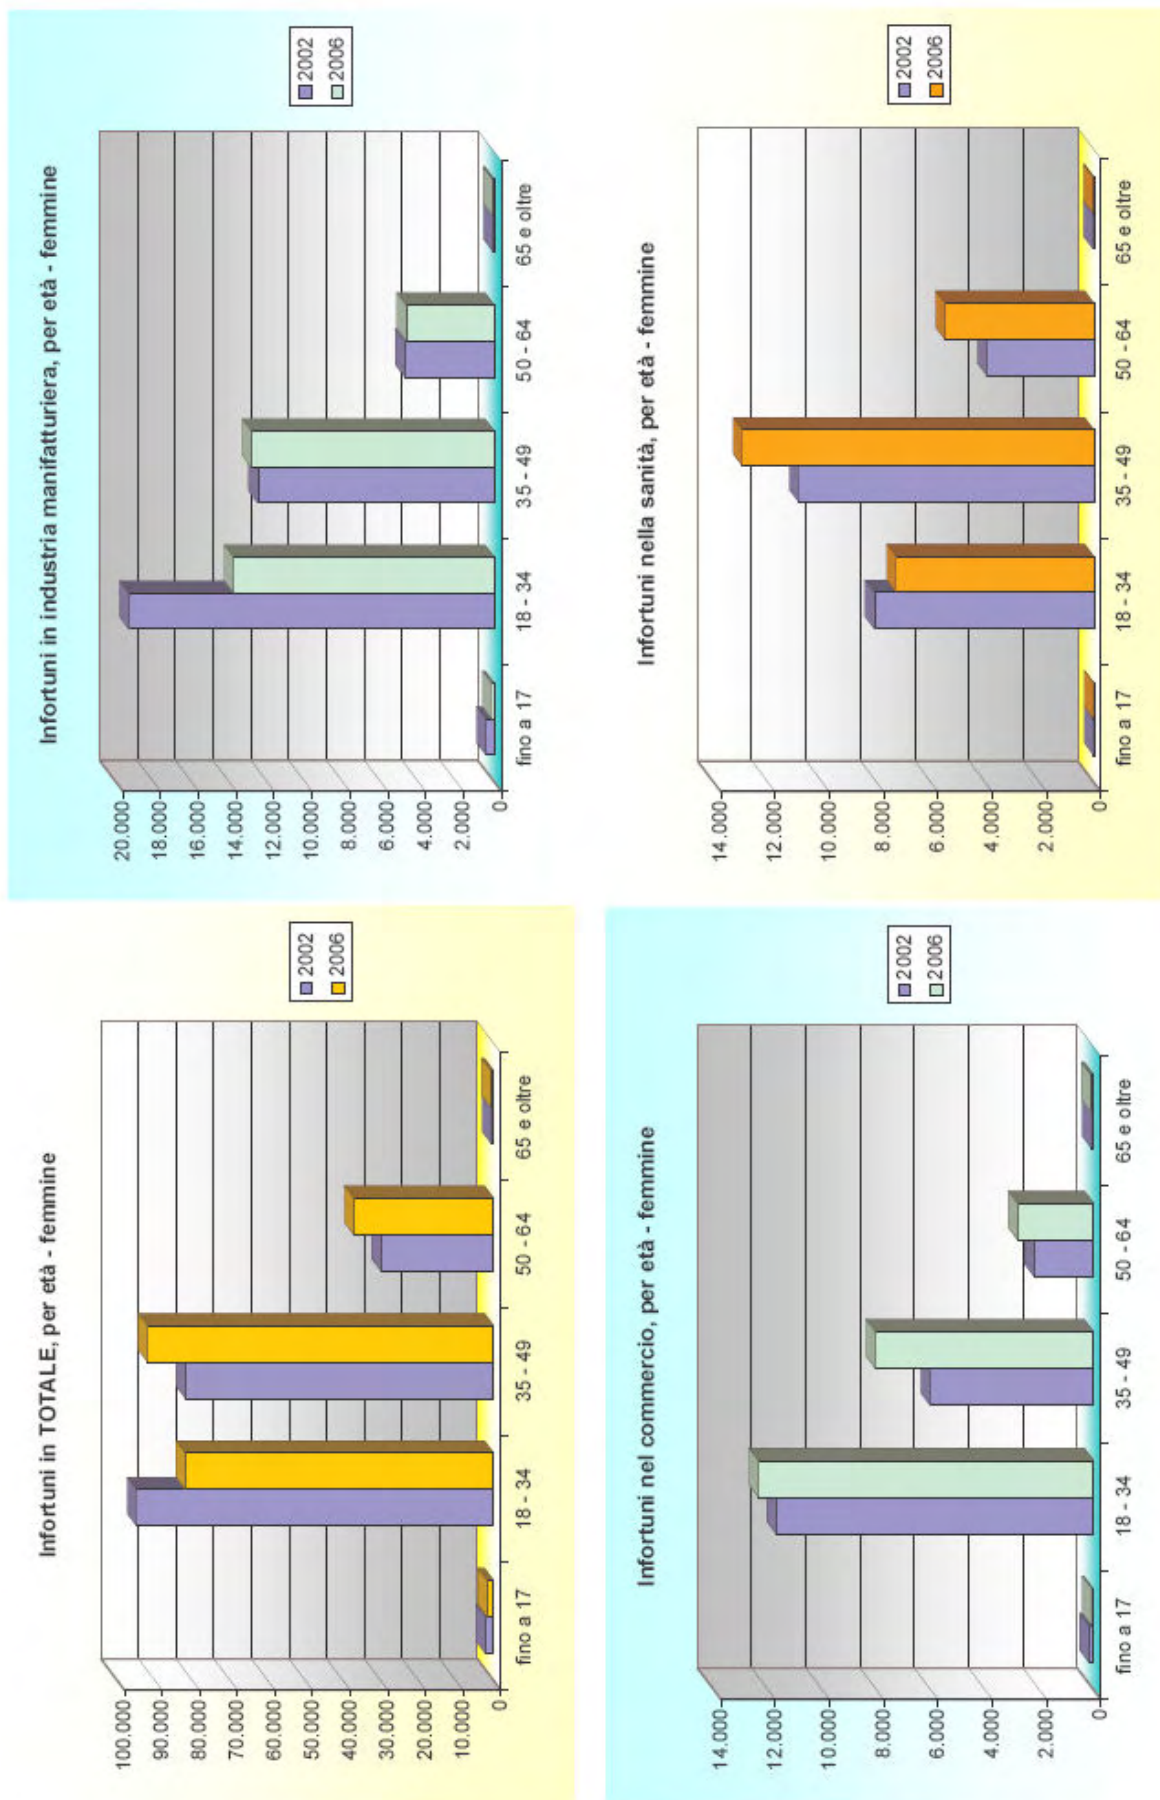 Infortuni in TOTALE, per età - femmine
100.000
90.000
80.000
70.000
60.000
50.000
40.000
30.000
20.000
10.000
0
fino a 17
18 - 34
35 - 49
50 - 64
65 e oltre
2002
2006
Infortuni in industria manifatturiera, per età - femmine
20.000
18.000
16.000
14.000
12.000
10.000
8.000
6.000
4.000
2.000
0
fino a 17
18 - 34
35 - 49
50 - 64
65 e oltre
2002
2006
Infortuni nel commercio, per età - femmine
14.000
12.000
10.000
8.000
6.000
4.000
2.000
0
fino a 17
18 - 34
35 - 49
50 - 64
65 e oltre
2002
2006
Infortuni nella sanità, per età - femmine
14.000
12.000
10.000
8.000
6.000
4.000
2.000
0
fino a 17
18 - 34
35 - 49
50 - 64
65 e oltre
2002
2006